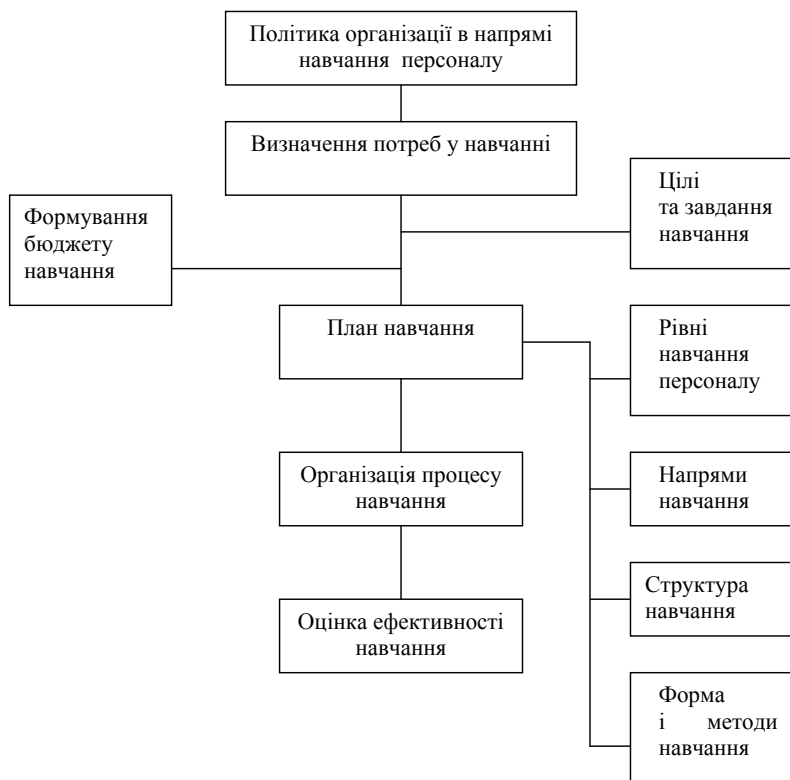 Політика організації в напрямі
навчання персоналу
Визначення потреб у навчанні
Цілі
та завдання
навчання
Формування
бюджету
навчання
План навчання
Рівні
навчання
персоналу
Організація процесу
навчання
Напрями
навчання
Структура
навчання
Оцінка ефективності
навчання
Форма
і методи
навчання